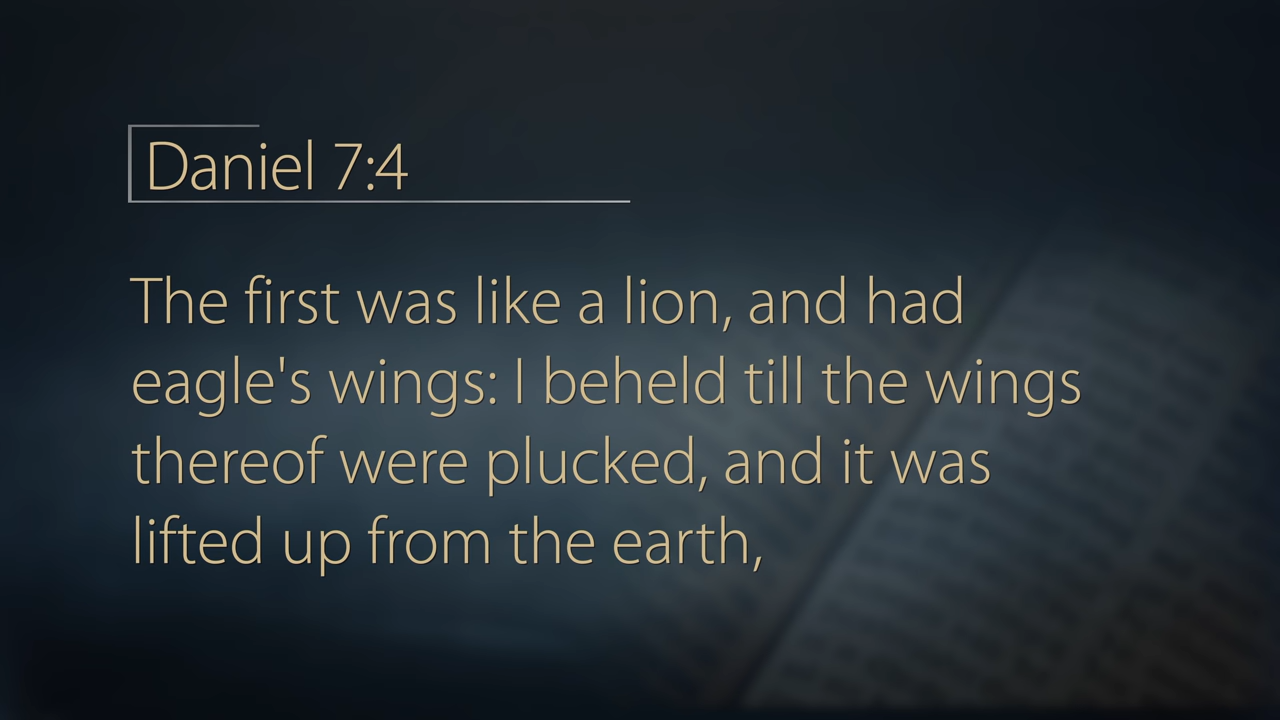 Daniel 7:4
The first was like a lion, and had
eagle's wings: I beheld till the wings
thereof were plucked, and it was
lifted up from the earth,